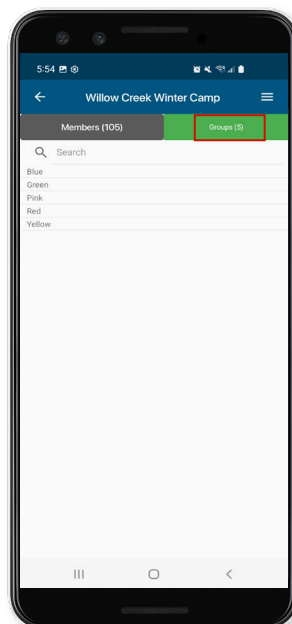 5:54
Willow Creek Winter Camp
Members (105)
Groups (5)
Search
Blue
Green
Pink
Red
Yellow